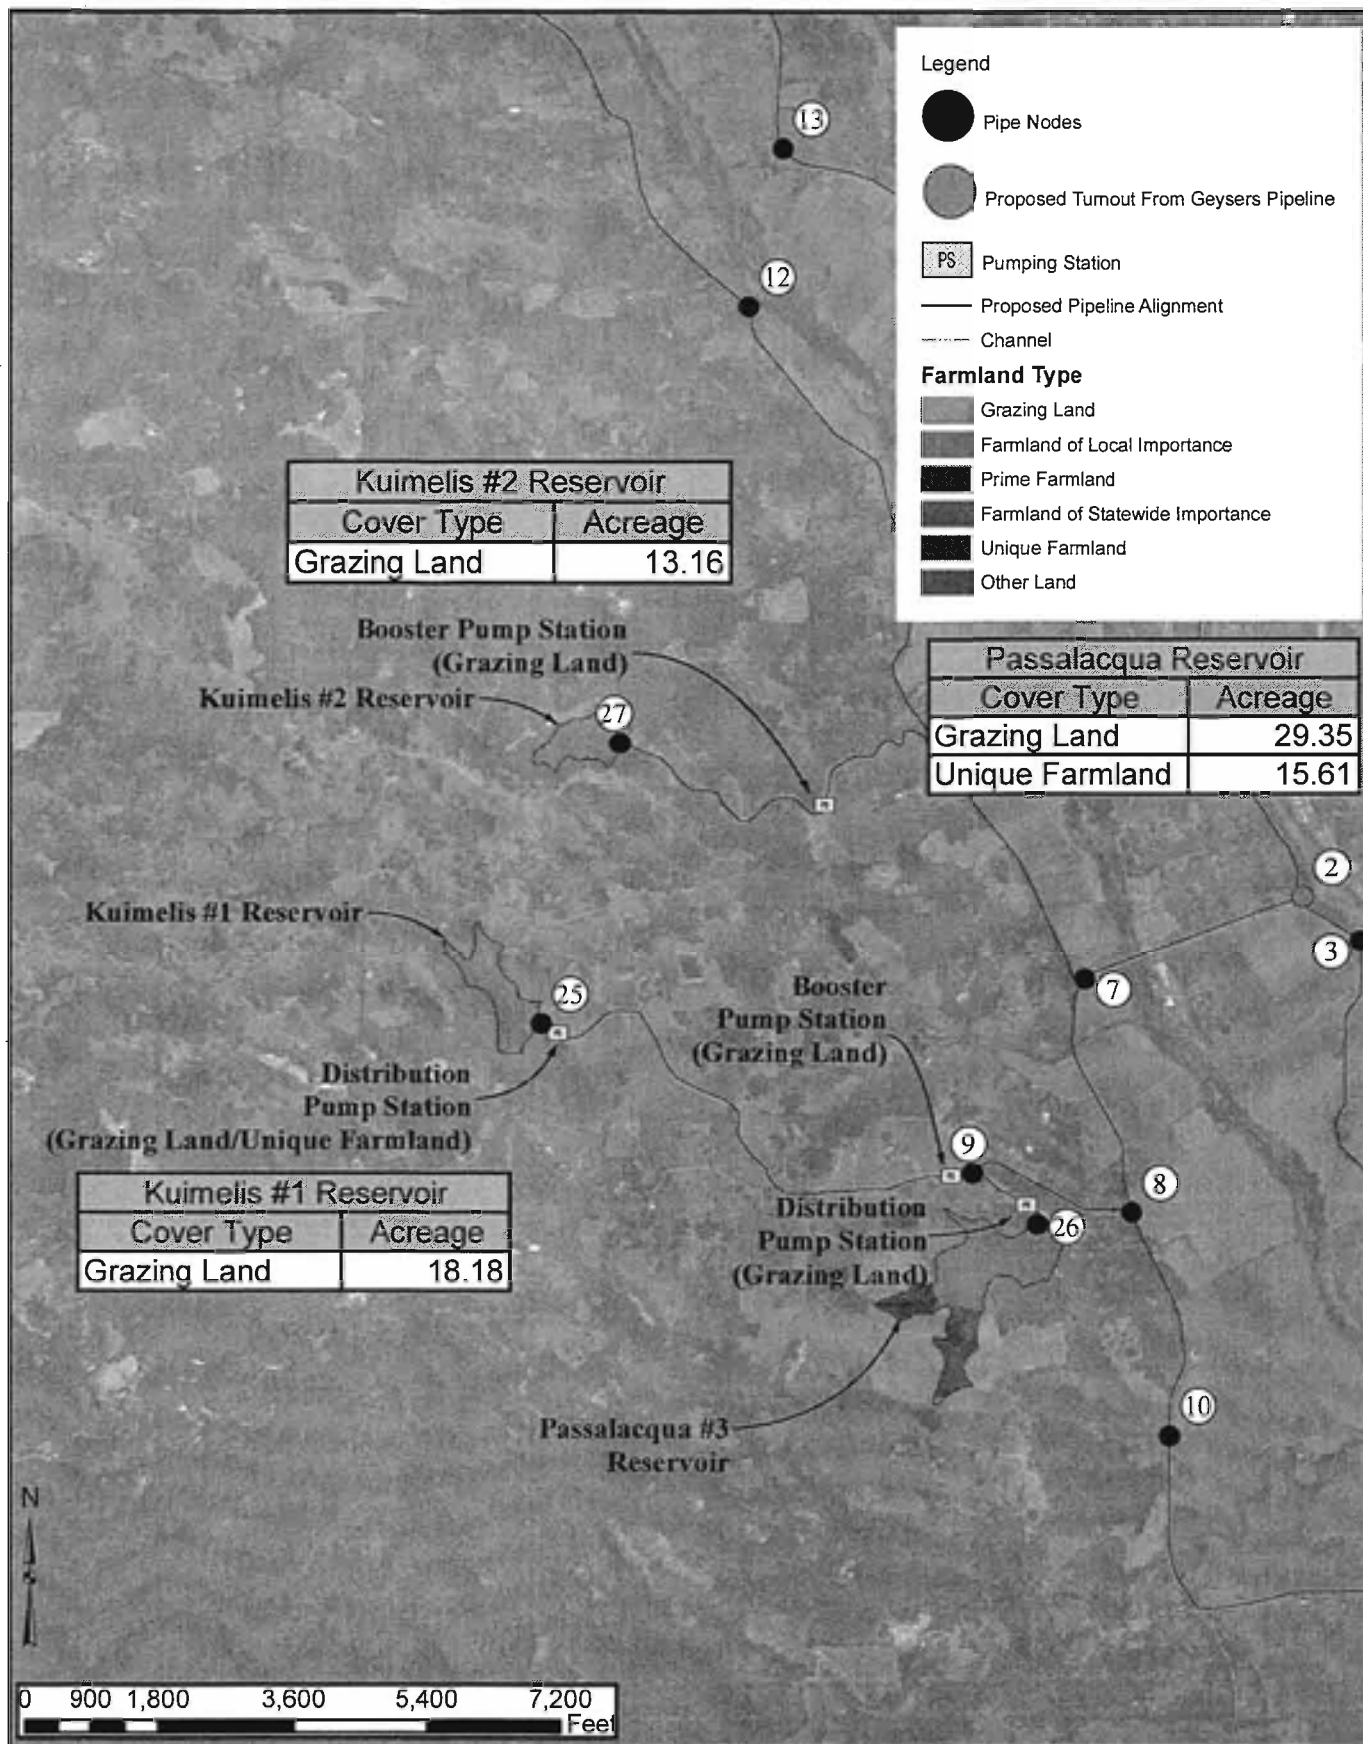 Legend
Pipe Nodes
Proposed Turnout From Geysers Pipeline
PS Pumping Station
Proposed Pipeline Alignment
Channel
Farmland Type
Grazing Land
Farmland of Local Importance
Prime Farmland
Farmland of Statewide Importance
Unique Farmland
Other Land
13
12
Kuimelis #2 Reservoir
Cover Type Acreage
Grazing Land 13.16
Booster Pump Station
(Grazing Land)
Kuimelis #2 Reservoir
27
Passalacqua Reservoir
Cover Type Acreage
Grazing Land 29.35
Unique Farmland 15.61
2
3
7
Kuimelis #1 Reservoir
25
Booster
Pump Station
(Grazing Land)
Distribution
Pump Station
(Grazing Land/Unique Farmland)
9
8
Kuimelis #1 Reservoir
Cover Type Acreage
Grazing Land 18.18
Distribution
Pump Station
(Grazing Land)
26
10
Passalacqua #3
Reservoir
N
0 900 1,800 3,600 5,400 7,200
Feet